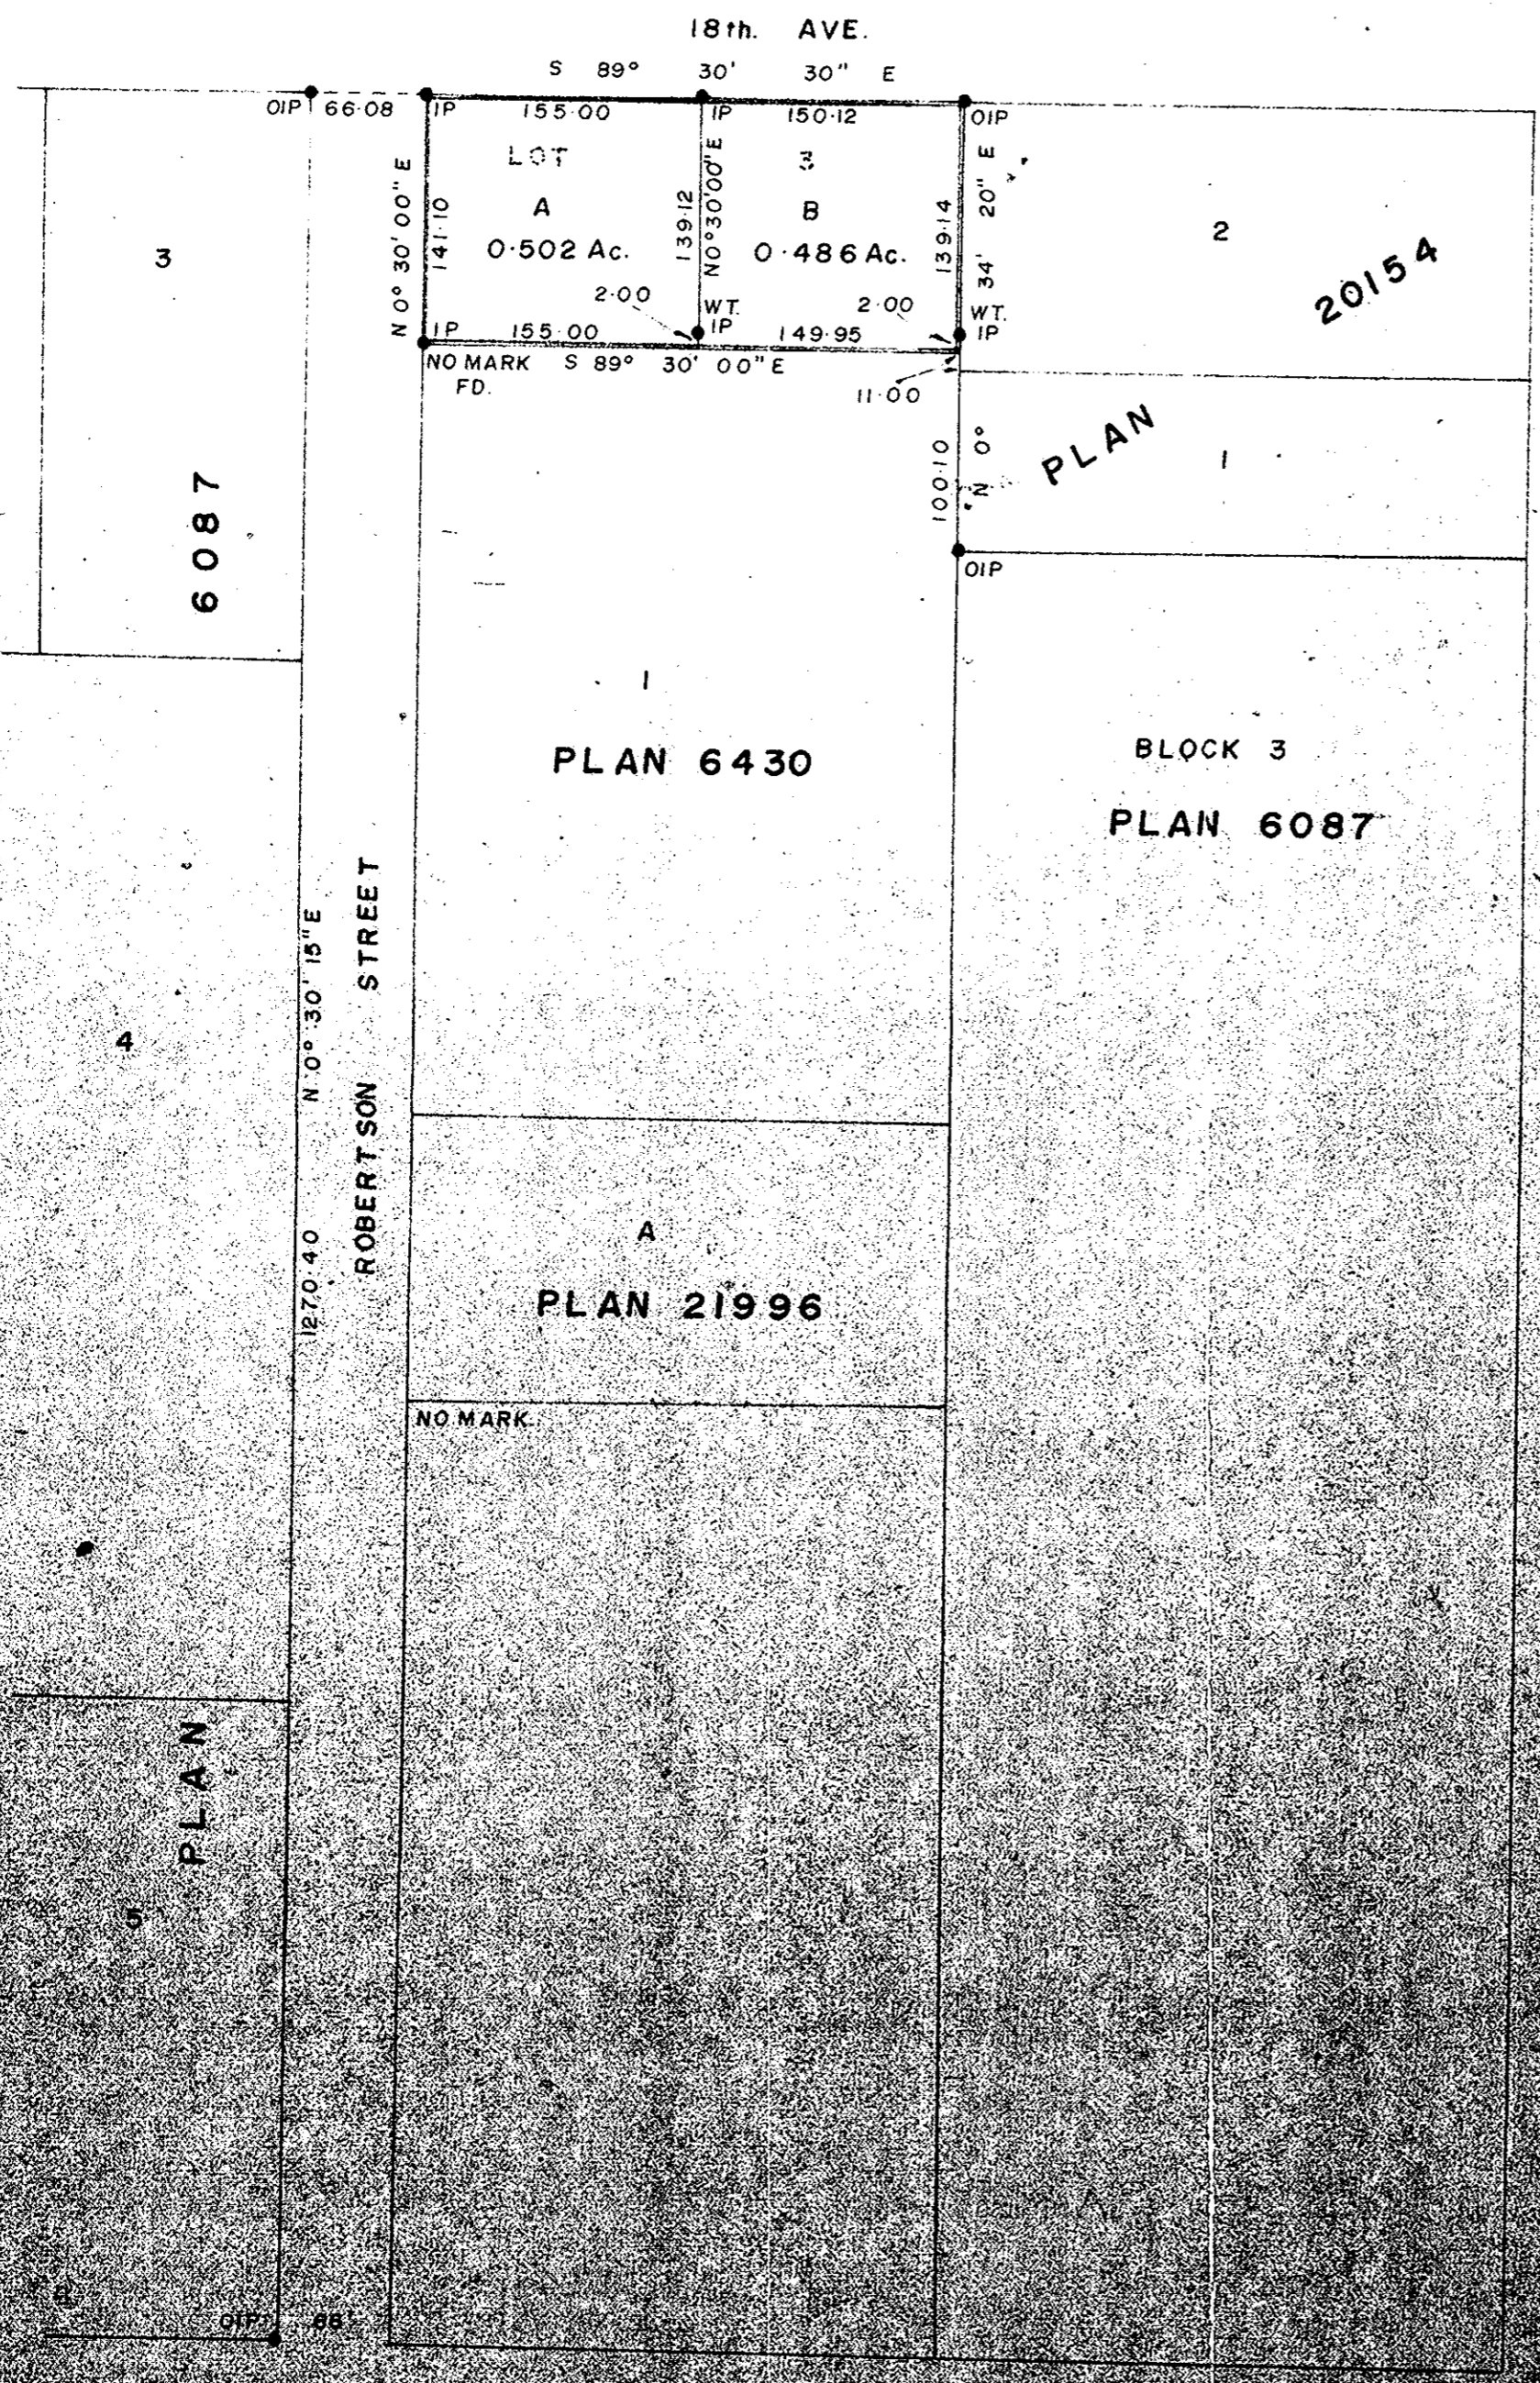 18th. AVE.
S 89° 30' 30" E
OIP 66·08 IP 155·00 IP 150·12 OIP
LOT 3
A B
0·502 Ac. 0·486 Ac.
N 0° 30' 00" E
141·10
139·12
N 0° 30' 00" E
139·14
N 0° 34' 20" E
2·00 WT. IP
2·00 WT. IP
IP 155·00 149·95
NO MARK FD.
S 89° 30' 00" E
11·00
100·10
OIP
3
2
1
PLAN 20154
6087
1
PLAN 6430
BLOCK 3
PLAN 6087
N 0° 30' 15" E
1270·40
ROBERTSON STREET
4
A
PLAN 21996
NO MARK
PLAN
5
OIP 66'